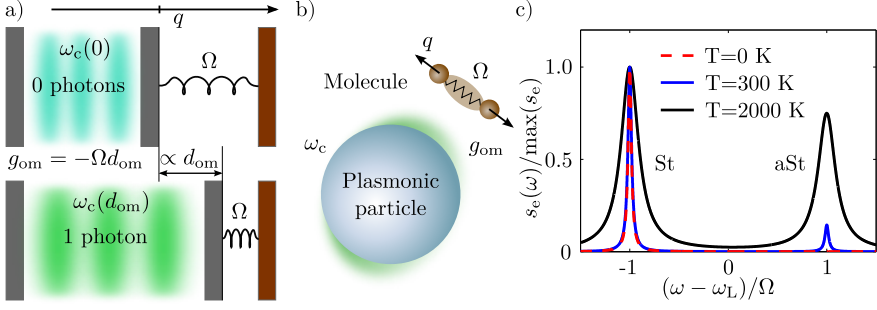 a)
q
ω_c(0)
0 photons
Ω
g_om = −Ωd_om
∝ d_om
ω_c(d_om)
1 photon
Ω
b)
Molecule
q
Ω
g_om
ω_c
Plasmonic
particle
c)
s_e(ω)/max(s_e)
1.0
0.5
0
T=0 K
T=300 K
T=2000 K
St
aSt
-1
0
1
(ω − ω_L)/Ω